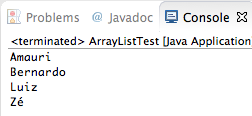 Problems @ Javadoc Console
<terminated> ArrayListTest [Java Application
Amauri
Bernardo
Luiz
Zé